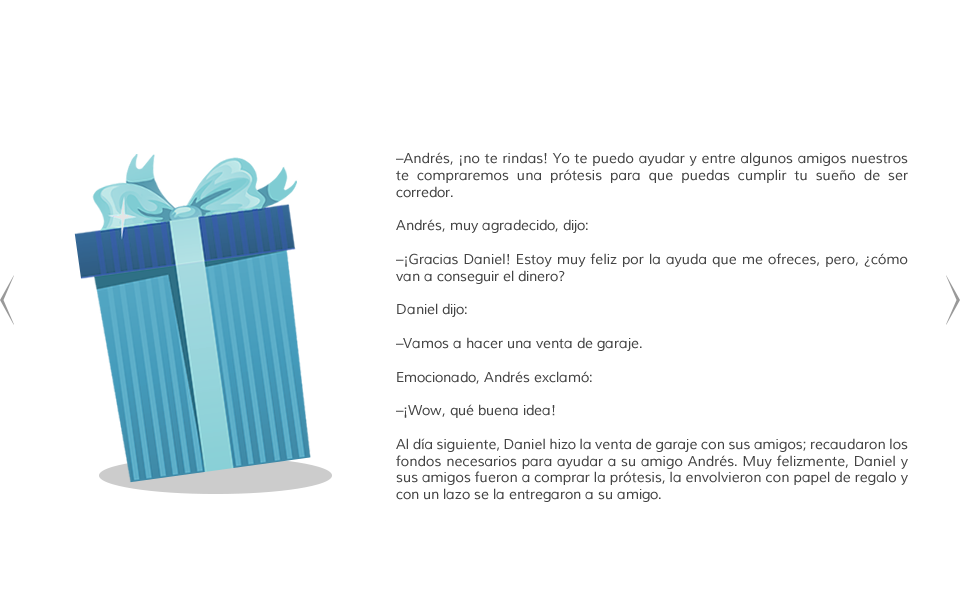 –Andrés, ¡no te rindas! Yo te puedo ayudar y entre algunos amigos nuestros
te compraremos una prótesis para que puedas cumplir tu sueño de ser
corredor.
Andrés, muy agradecido, dijo:
–¡Gracias Daniel! Estoy muy feliz por la ayuda que me ofreces, pero, ¿cómo
van a conseguir el dinero?
Daniel dijo:
–Vamos a hacer una venta de garaje.
Emocionado, Andrés exclamó:
–¡Wow, qué buena idea!
Al día siguiente, Daniel hizo la venta de garaje con sus amigos; recaudaron los
fondos necesarios para ayudar a su amigo Andrés. Muy felizmente, Daniel y
sus amigos fueron a comprar la prótesis, la envolvieron con papel de regalo y
con un lazo se la entregaron a su amigo.